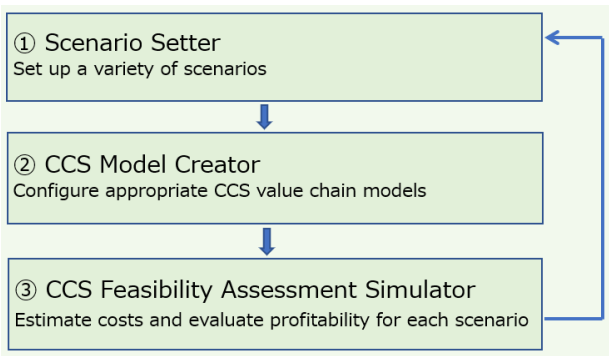 ① Scenario Setter
Set up a variety of scenarios
② CCS Model Creator
Configure appropriate CCS value chain models
③ CCS Feasibility Assessment Simulator
Estimate costs and evaluate profitability for each scenario